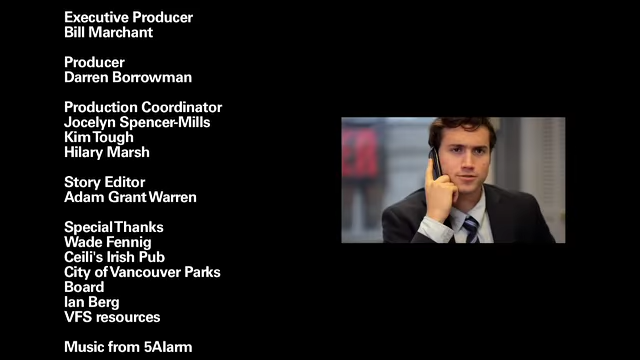 Executive Producer
Bill Marchant
Producer
Darren Borrowman
Production Coordinator
Jocelyn Spencer-Mills
Kim Tough
Hilary Marsh
Story Editor
Adam Grant Warren
Special Thanks
Wade Fennig
Ceili's Irish Pub
City of Vancouver Parks
Board
Ian Berg
VFS resources
Music from 5Alarm